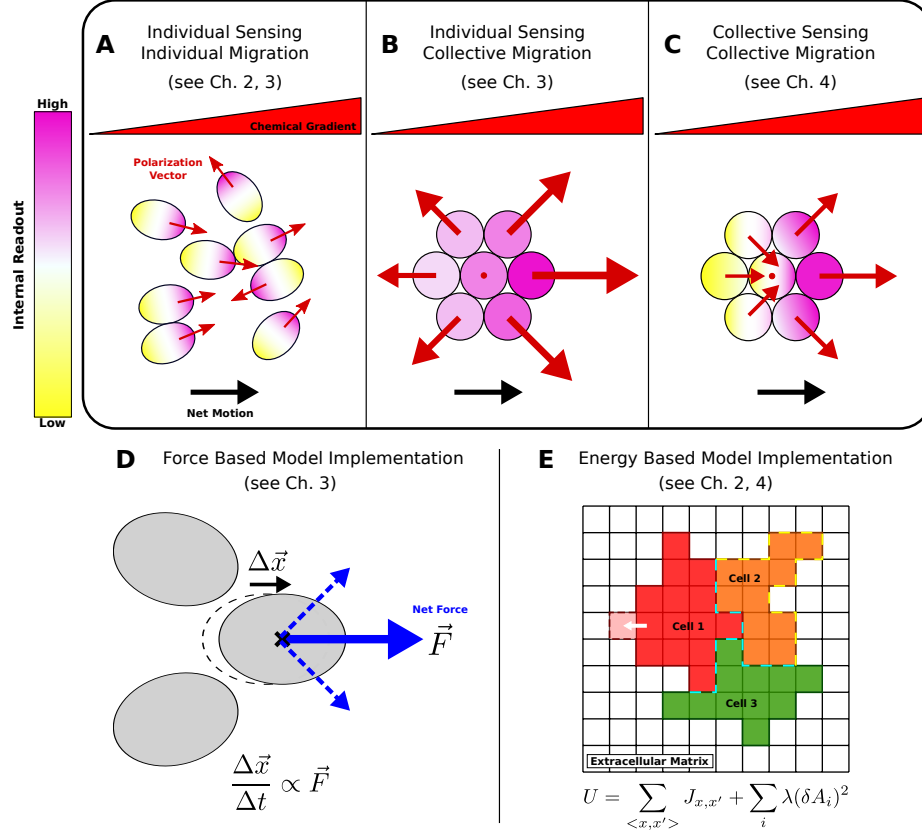 A
Individual Sensing
Individual Migration
(see Ch. 2, 3)
B
Individual Sensing
Collective Migration
(see Ch. 3)
C
Collective Sensing
Collective Migration
(see Ch. 4)
High
Internal Readout
Low
Chemical Gradient
Polarization
Vector
Net Motion
D
Force Based Model Implementation
(see Ch. 3)
Δx⃗
Net Force
F⃗
Δx⃗/Δt ∝ F⃗
E
Energy Based Model Implementation
(see Ch. 2, 4)
Cell 2
Cell 1
Cell 3
Extracellular Matrix
U = ∑<x,x'> Jx,x' + ∑i λ(δAi)²